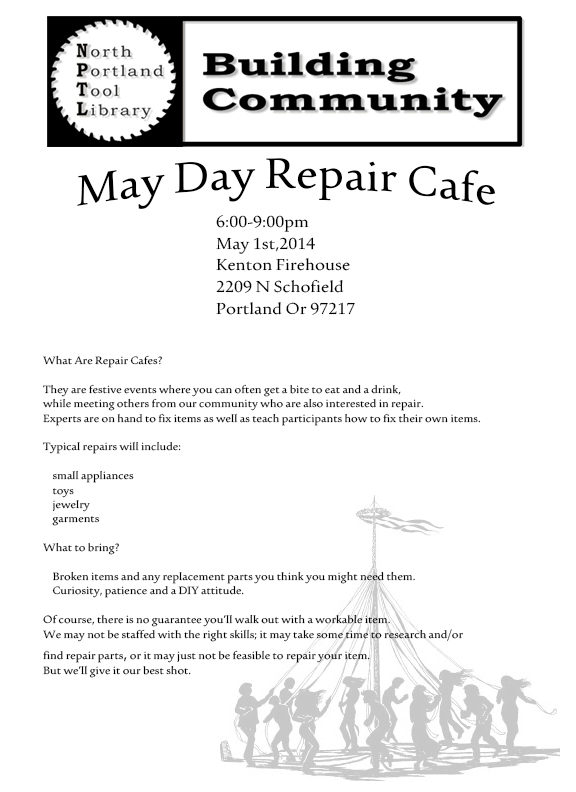 North
Portland
Tool
Library
Building
Community
May Day Repair Cafe
6:00-9:00pm
May 1st,2014
Kenton Firehouse
2209 N Schofield
Portland Or 97217
What Are Repair Cafes?
They are festive events where you can often get a bite to eat and a drink,
while meeting others from our community who are also interested in repair.
Experts are on hand to fix items as well as teach participants how to fix their own items.
Typical repairs will include:
small appliances
toys
jewelry
garments
What to bring?
Broken items and any replacement parts you think you might need them.
Curiosity, patience and a DIY attitude.
Of course, there is no guarantee you'll walk out with a workable item.
We may not be staffed with the right skills; it may take some time to research and/or
find repair parts, or it may just not be feasible to repair your item.
But we'll give it our best shot.